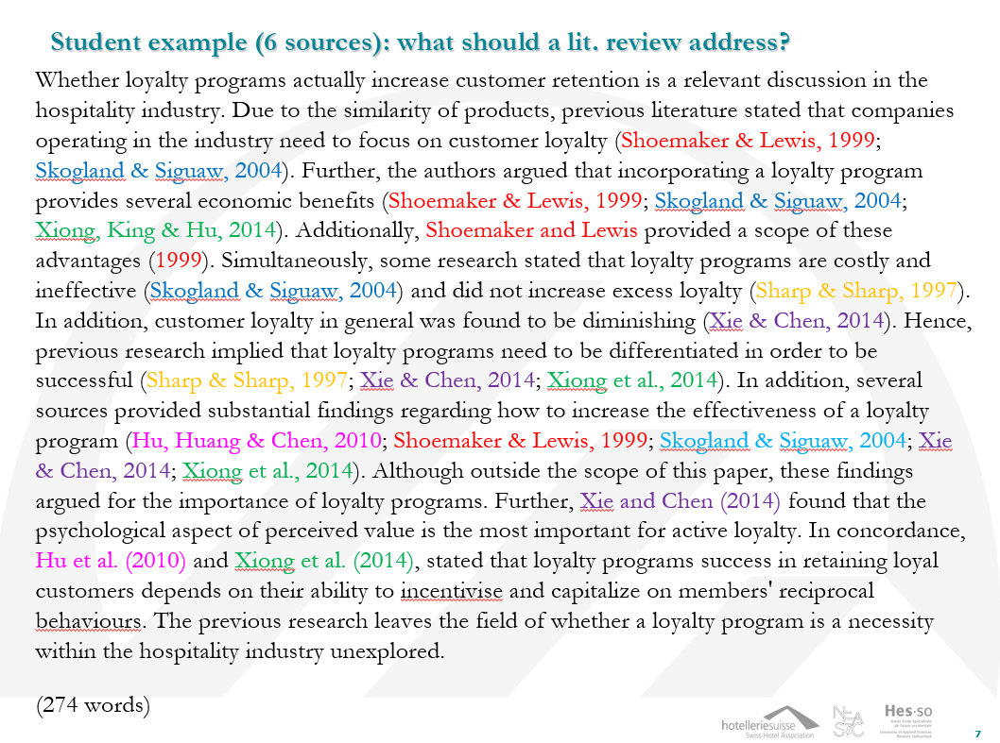 Student example (6 sources): what should a lit. review address?
Whether loyalty programs actually increase customer retention is a relevant discussion in the
hospitality industry. Due to the similarity of products, previous literature stated that companies
operating in the industry need to focus on customer loyalty (Shoemaker & Lewis, 1999;
Skogland & Siguaw, 2004). Further, the authors argued that incorporating a loyalty program
provides several economic benefits (Shoemaker & Lewis, 1999; Skogland & Siguaw, 2004;
Xiong, King & Hu, 2014). Additionally, Shoemaker and Lewis provided a scope of these
advantages (1999). Simultaneously, some research stated that loyalty programs are costly and
ineffective (Skogland & Siguaw, 2004) and did not increase excess loyalty (Sharp & Sharp, 1997).
In addition, customer loyalty in general was found to be diminishing (Xie & Chen, 2014). Hence,
previous research implied that loyalty programs need to be differentiated in order to be
successful (Sharp & Sharp, 1997; Xie & Chen, 2014; Xiong et al., 2014). In addition, several
sources provided substantial findings regarding how to increase the effectiveness of a loyalty
program (Hu, Huang & Chen, 2010; Shoemaker & Lewis, 1999; Skogland & Siguaw, 2004; Xie
& Chen, 2014; Xiong et al., 2014). Although outside the scope of this paper, these findings
argued for the importance of loyalty programs. Further, Xie and Chen (2014) found that the
psychological aspect of perceived value is the most important for active loyalty. In concordance,
Hu et al. (2010) and Xiong et al. (2014), stated that loyalty programs success in retaining loyal
customers depends on their ability to incentivise and capitalize on members' reciprocal
behaviours. The previous research leaves the field of whether a loyalty program is a necessity
within the hospitality industry unexplored.
(274 words)
hotelleriesuisse
Swiss Hotel Association
NEASC
Hes·so
Haute Ecole Spécialisée
de Suisse occidentale
University of Applied Sciences
Western Switzerland
7